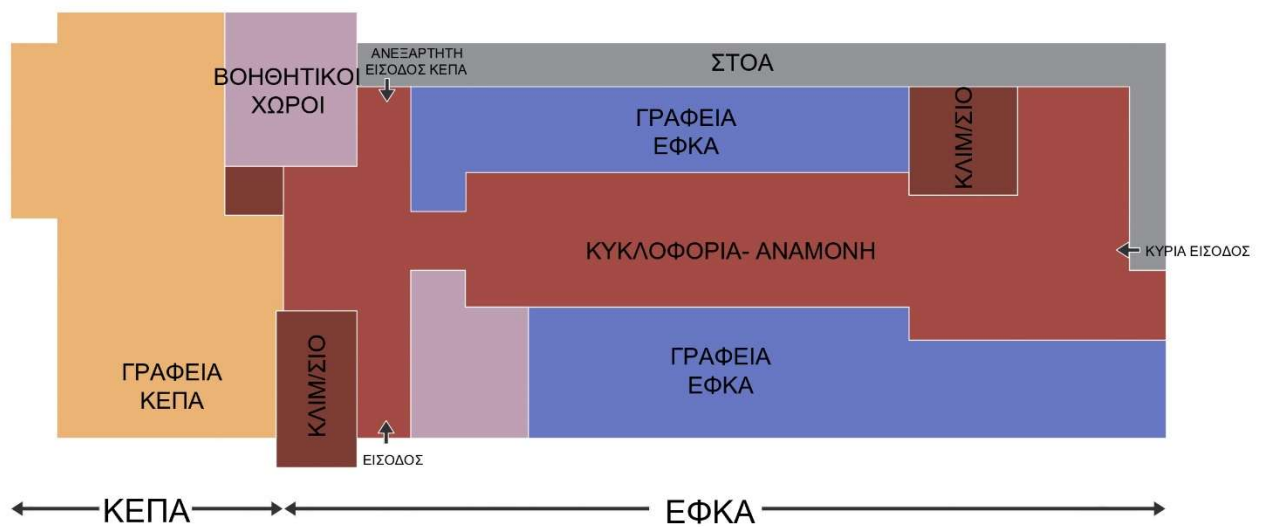 ΑΝΕΞΑΡΤΗΤΗ
ΕΙΣΟΔΟΣ ΚΕΠΑ
ΣΤΟΑ
ΒΟΗΘΗΤΙΚΟΙ
ΧΩΡΟΙ
ΓΡΑΦΕΙΑ
ΕΦΚΑ
ΚΛΙΜ/ΣΙΟ
ΚΥΚΛΟΦΟΡΙΑ- ΑΝΑΜΟΝΗ
ΚΥΡΙΑ ΕΙΣΟΔΟΣ
ΓΡΑΦΕΙΑ
ΚΕΠΑ
ΚΛΙΜ/ΣΙΟ
ΓΡΑΦΕΙΑ
ΕΦΚΑ
ΕΙΣΟΔΟΣ
ΚΕΠΑ
ΕΦΚΑ